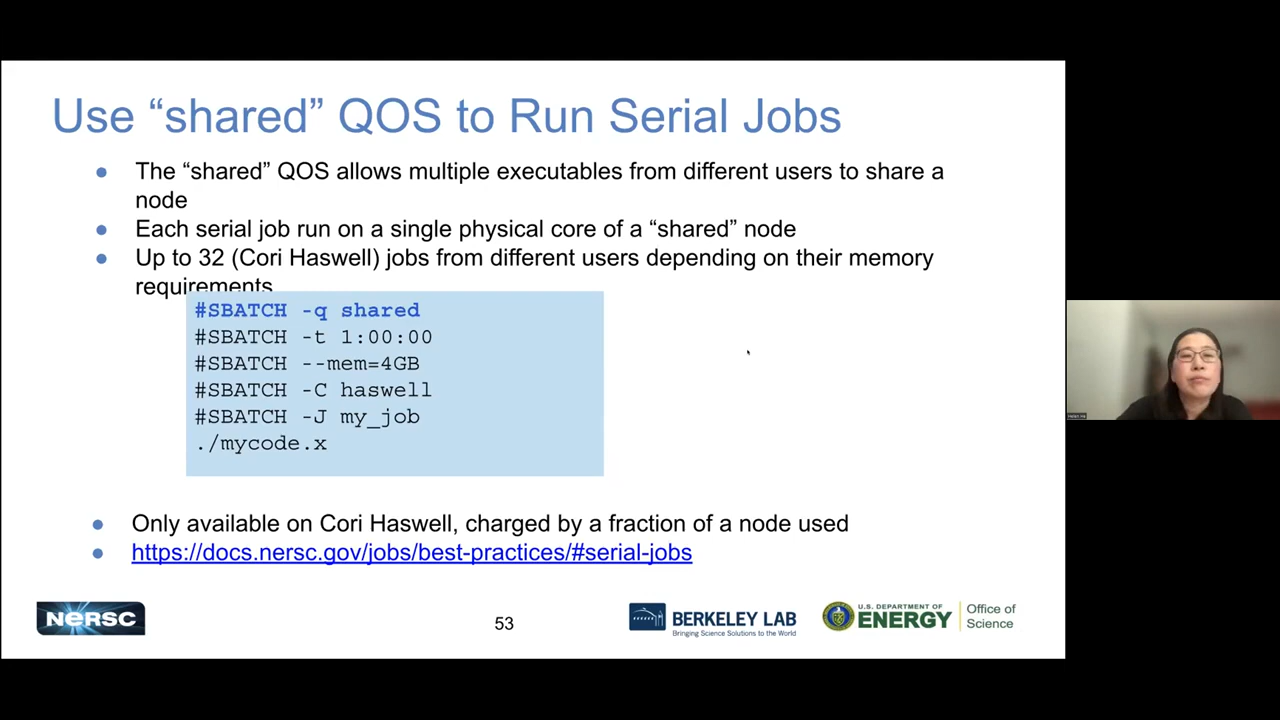 Use “shared” QOS to Run Serial Jobs
● The “shared” QOS allows multiple executables from different users to share a
node
● Each serial job run on a single physical core of a “shared” node
● Up to 32 (Cori Haswell) jobs from different users depending on their memory
requirements
#SBATCH -q shared
#SBATCH -t 1:00:00
#SBATCH --mem=4GB
#SBATCH -C haswell
#SBATCH -J my_job
./mycode.x
● Only available on Cori Haswell, charged by a fraction of a node used
● https://docs.nersc.gov/jobs/best-practices/#serial-jobs
NERSC
53
BERKELEY LAB
Bringing Science Solutions to the World
U.S. DEPARTMENT OF
ENERGY
Office of
Science